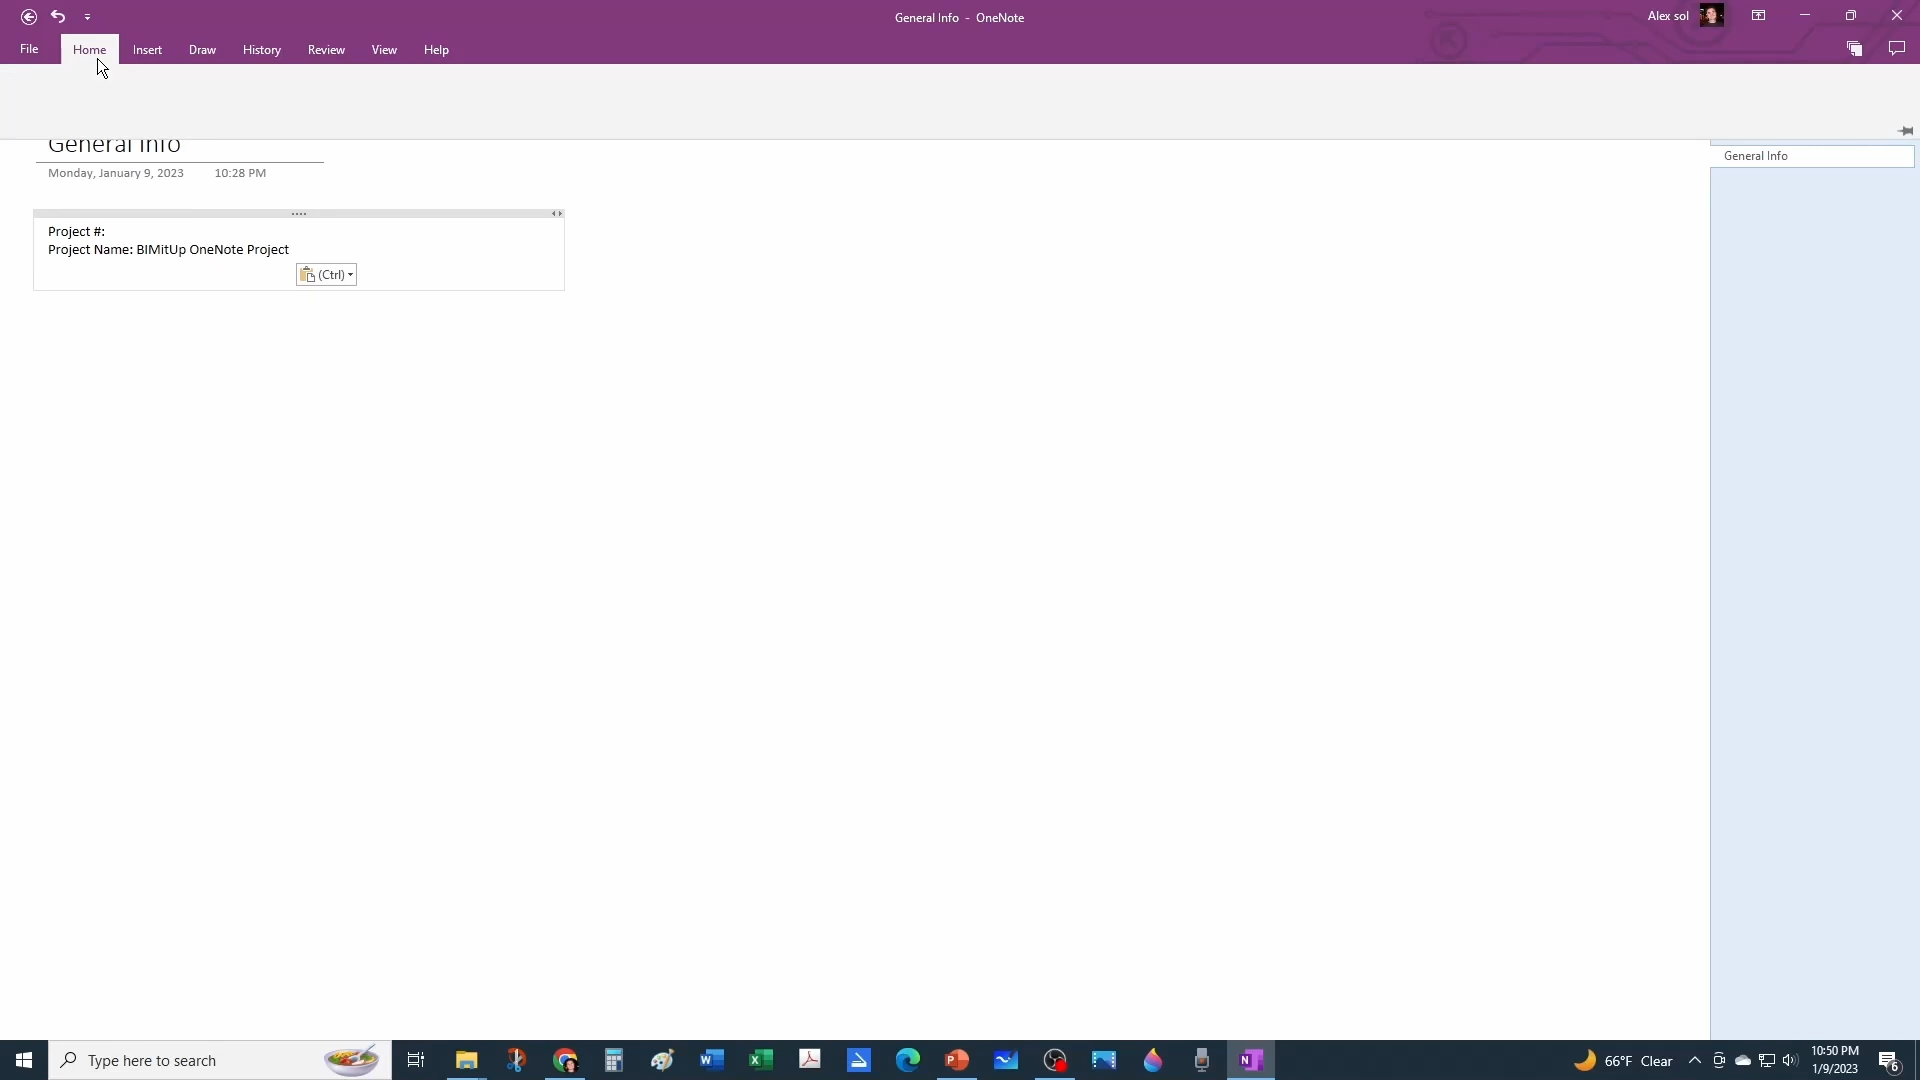 General Info - OneNote
Alex sol
File Home Insert Draw History Review View Help
General Info
Monday, January 9, 2023 10:28 PM
General Info
Project #:
Project Name: BIMitUp OneNote Project
(Ctrl)
Type here to search
66°F Clear
10:50 PM
1/9/2023
6